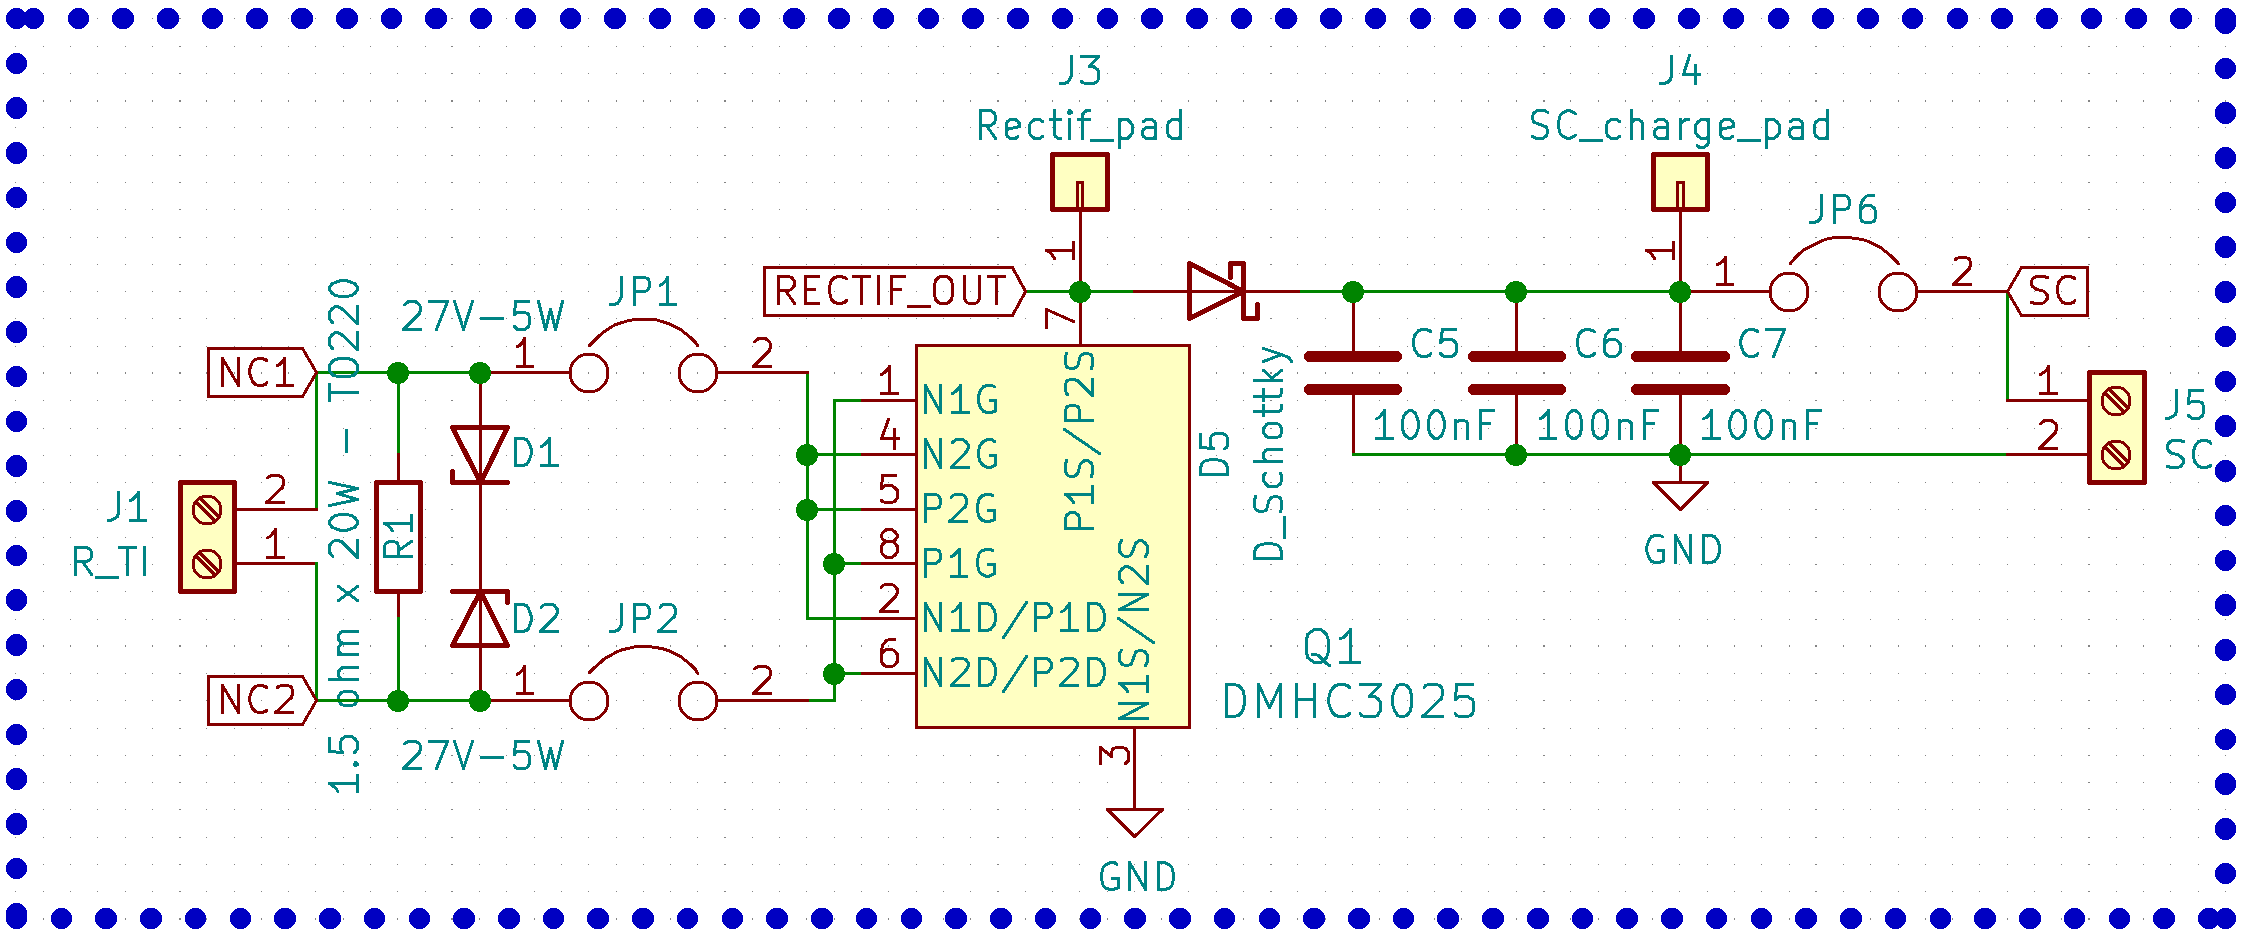 J3
Rectif_pad
1
J4
SC_charge_pad
1
JP6
1
2
SC
RECTIF_OUT
7
D_Schottky
D5
C5
100nF
C6
100nF
C7
100nF
1
2
J5
SC
GND
NC1
27V-5W
1
JP1
2
J1
R_TI
2
1
1.5 ohm x 20W - TO220
R1
D1
D2
NC2
27V-5W
1
JP2
2
1
N1G
4
N2G
5
P2G
8
P1G
2
N1D/P1D
6
N2D/P2D
P1S/P2S
N1S/N2S
Q1
DMHC3025
3
GND